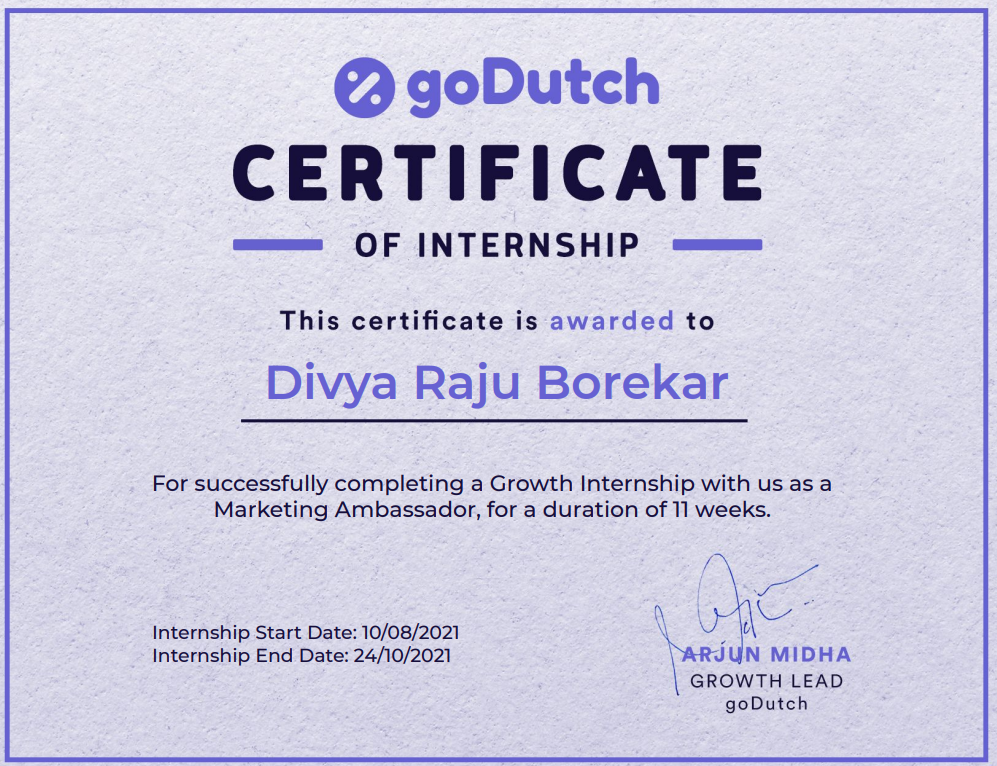 goDutch
CERTIFICATE
OF INTERNSHIP
This certificate is awarded to
Divya Raju Borekar
For successfully completing a Growth Internship with us as a
Marketing Ambassador, for a duration of 11 weeks.
Internship Start Date: 10/08/2021
Internship End Date: 24/10/2021
ARJUN MIDHA
GROWTH LEAD
goDutch